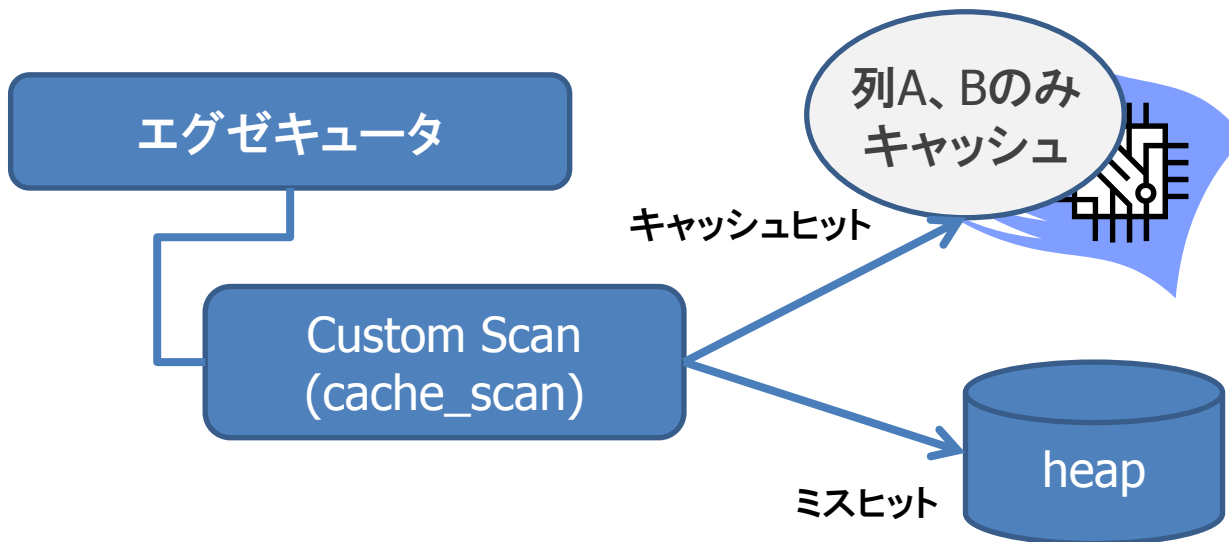 エグゼキュータ
列A、Bのみ
キャッシュ
キャッシュヒット
Custom Scan
(cache_scan)
heap
ミスヒット